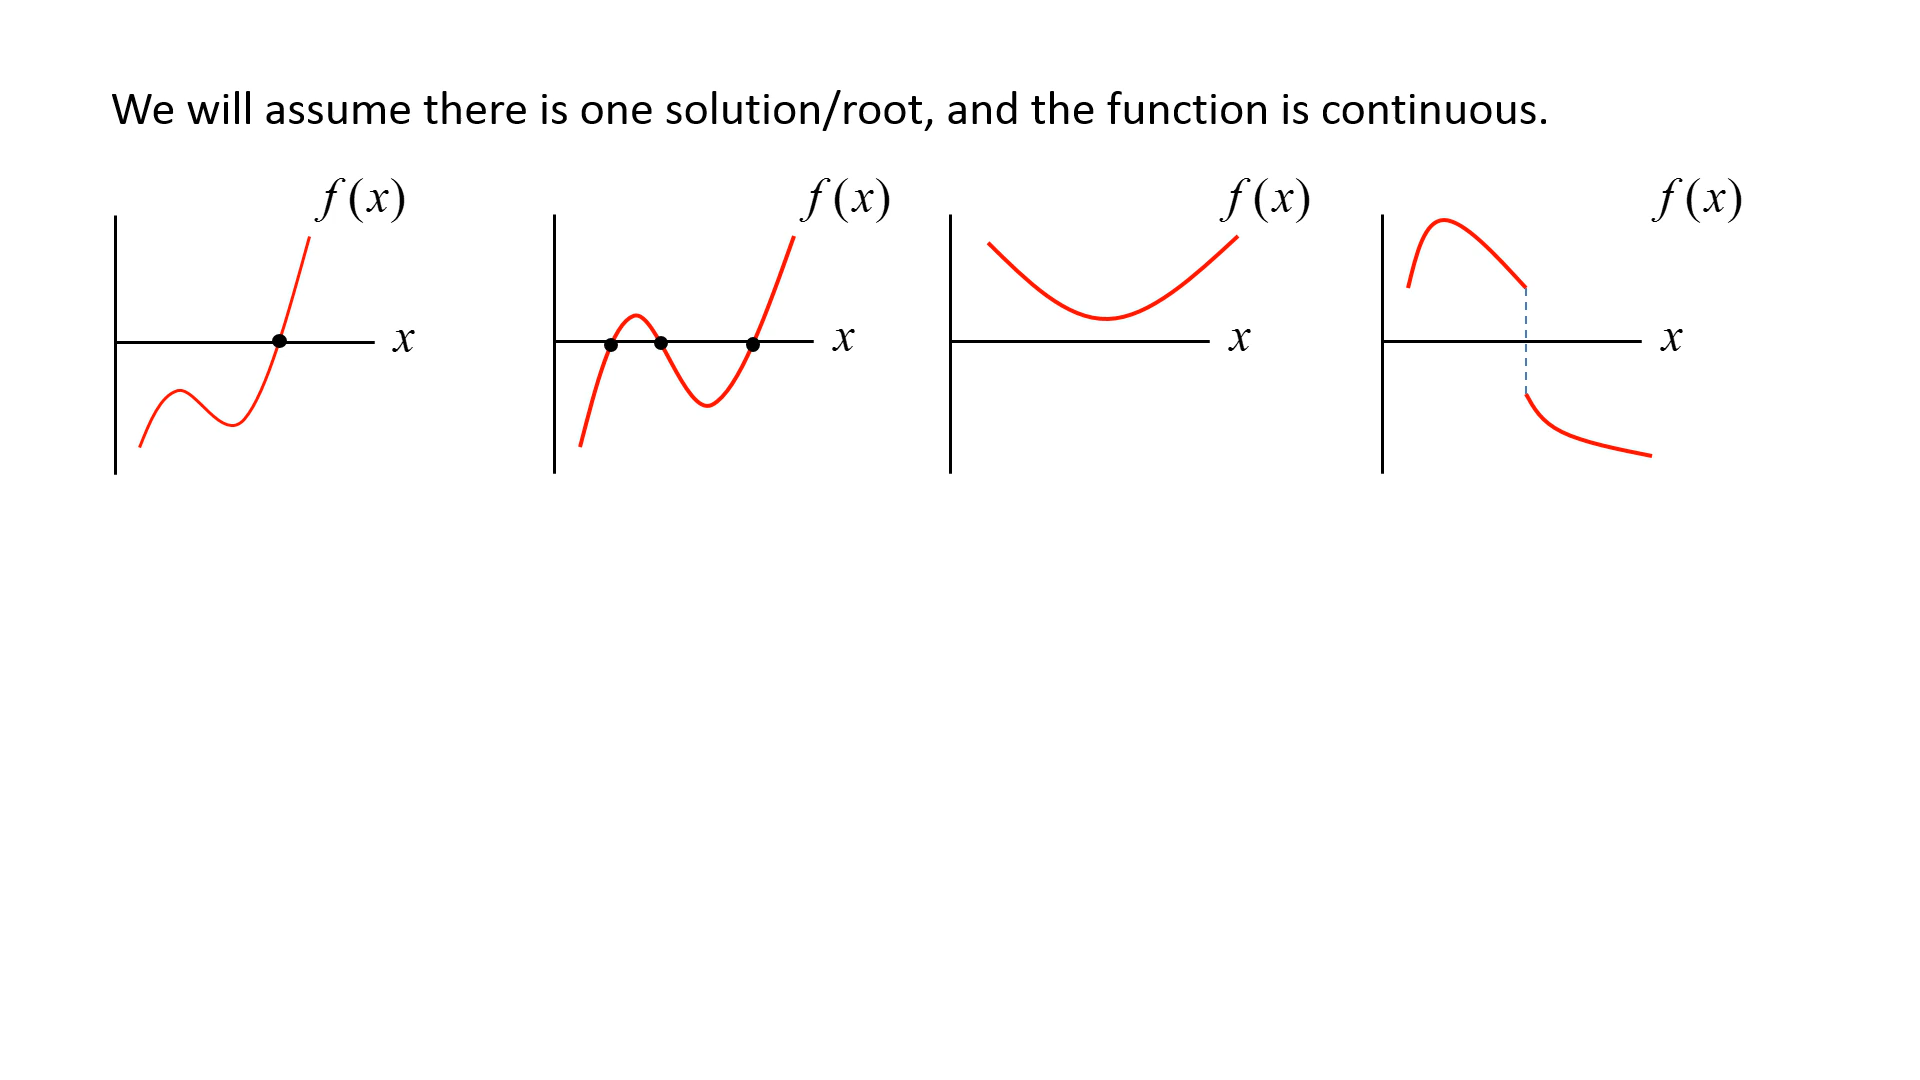 We will assume there is one solution/root, and the function is continuous.
f(x) f(x) f(x) f(x)
x x x x